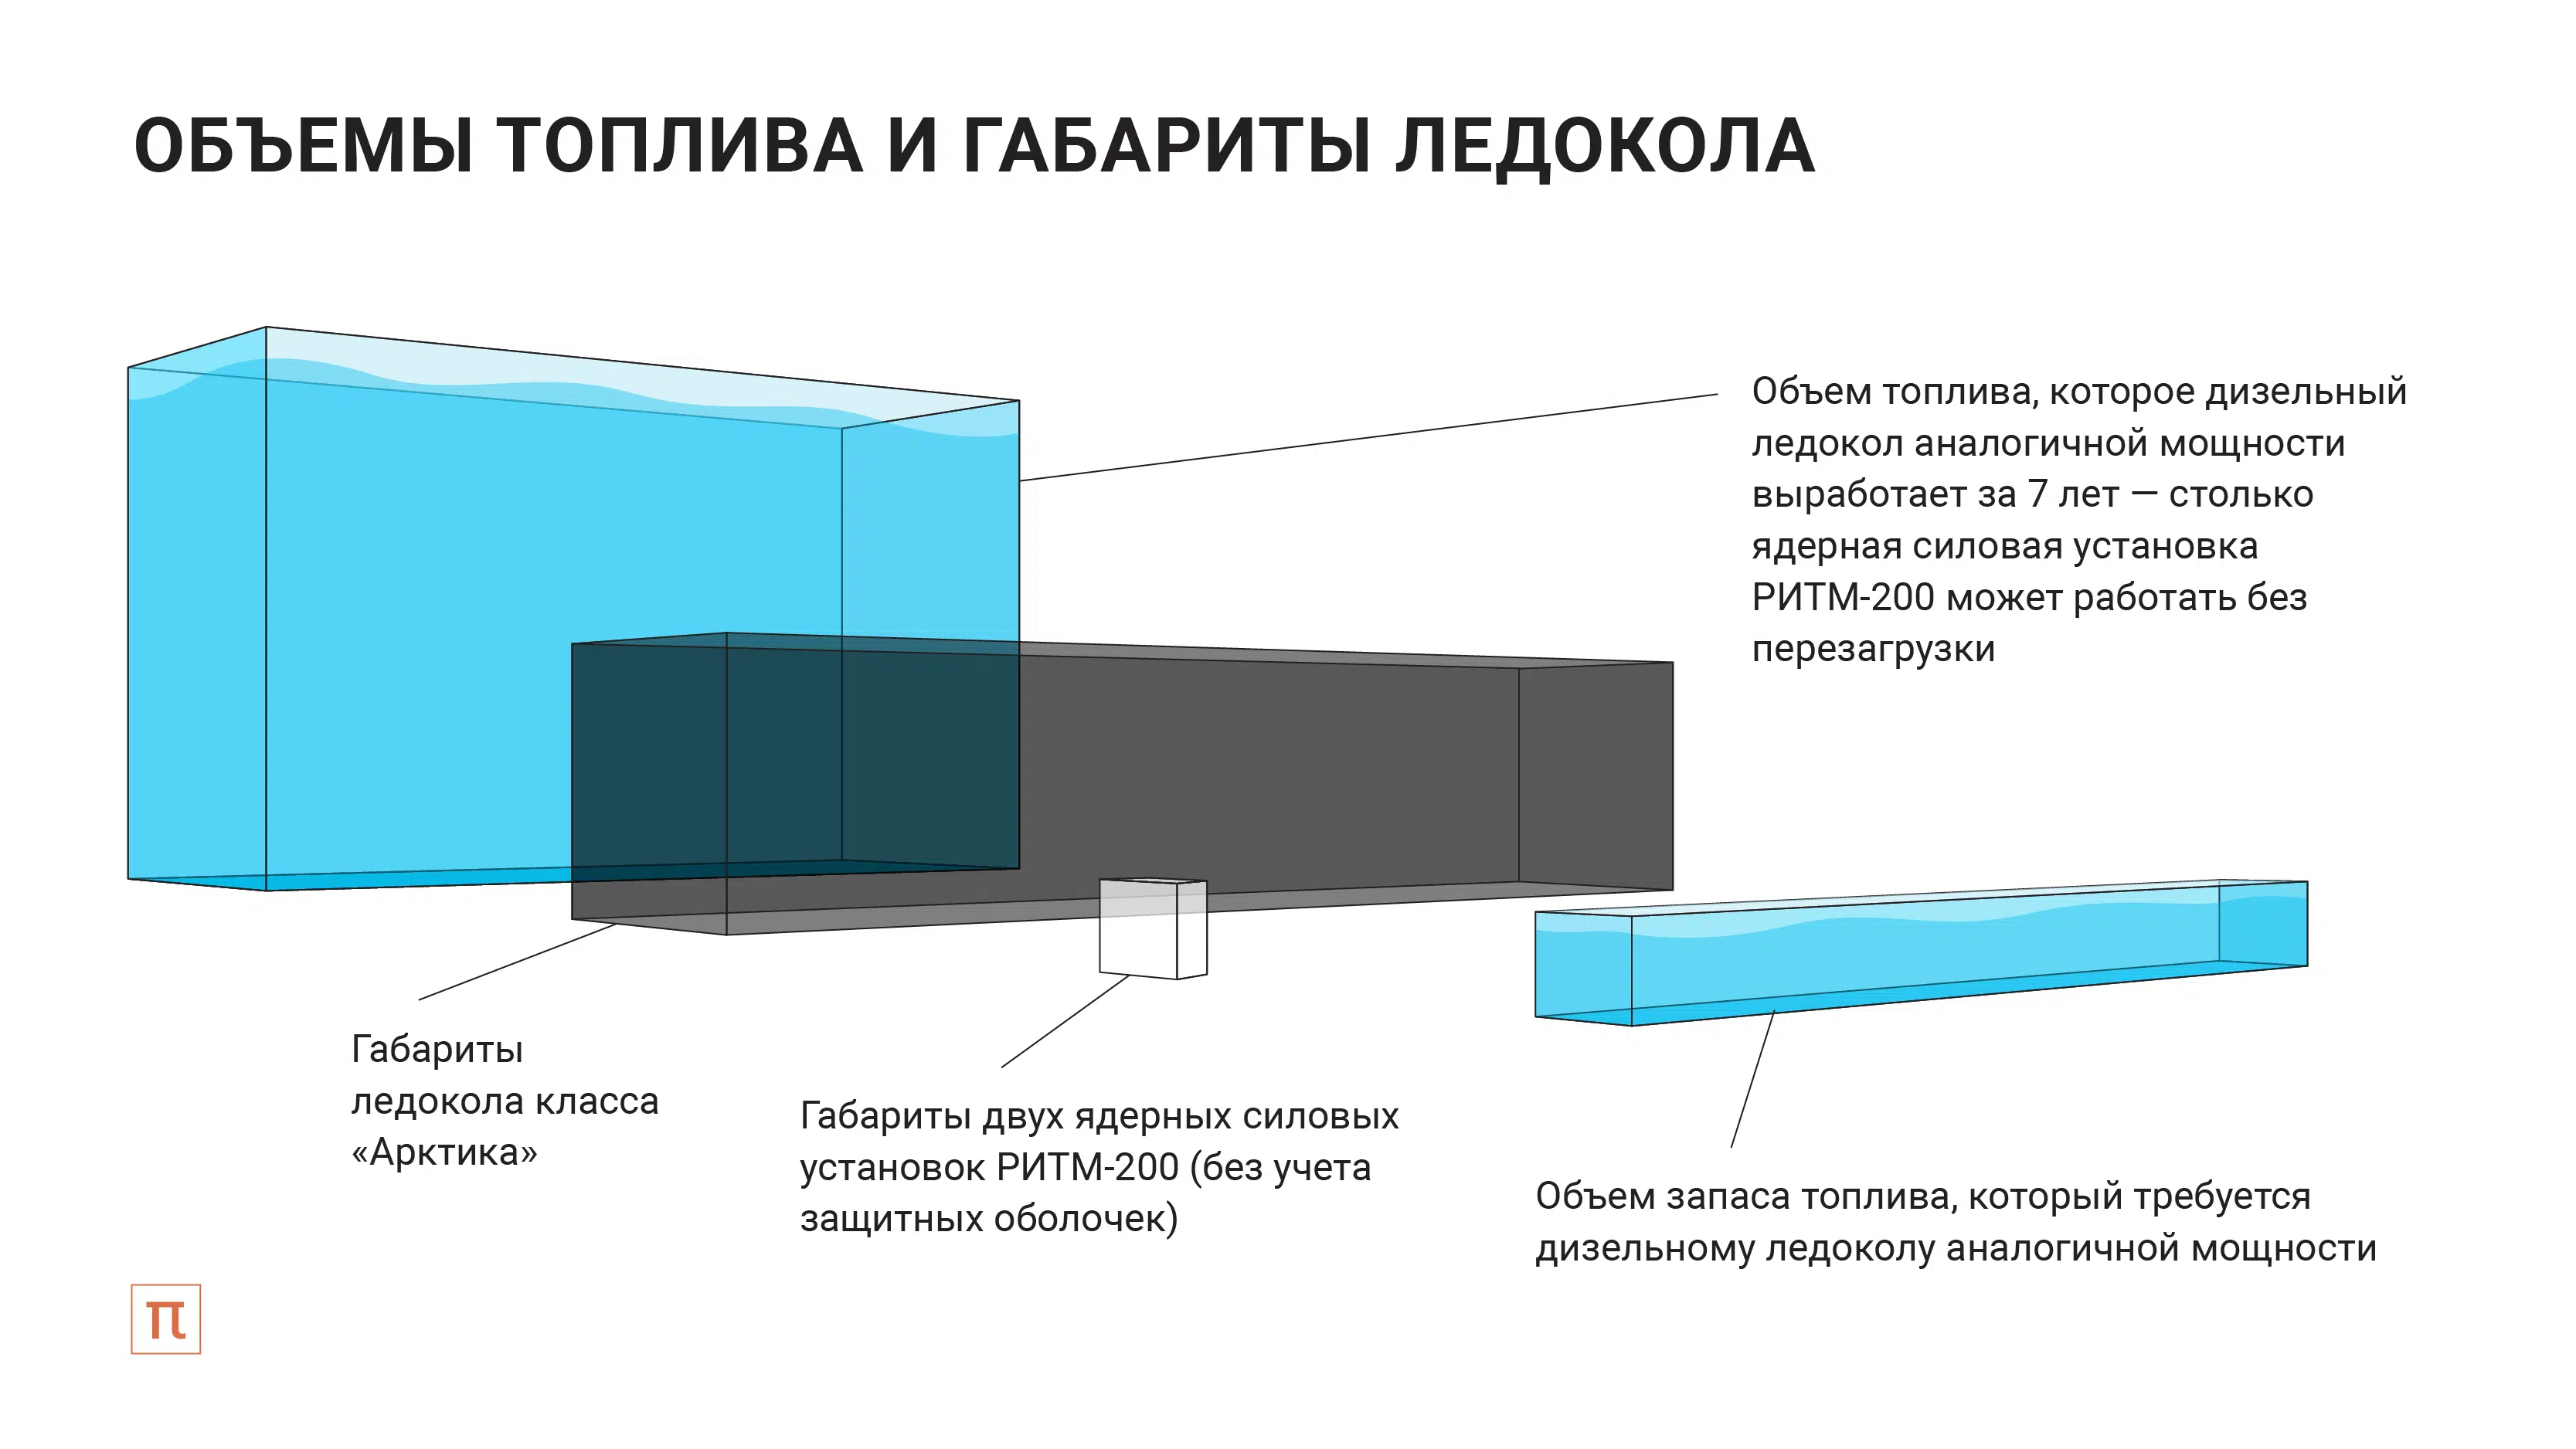 ОБЪЕМЫ ТОПЛИВА И ГАБАРИТЫ ЛЕДОКОЛА
Объем топлива, которое дизельный
ледокол аналогичной мощности
выработает за 7 лет — столько
ядерная силовая установка
РИТМ-200 может работать без
перезагрузки
Габариты
ледокола класса
«Арктика»
Габариты двух ядерных силовых
установок РИТМ-200 (без учета
защитных оболочек)
Объем запаса топлива, который требуется
дизельному ледоколу аналогичной мощности
π